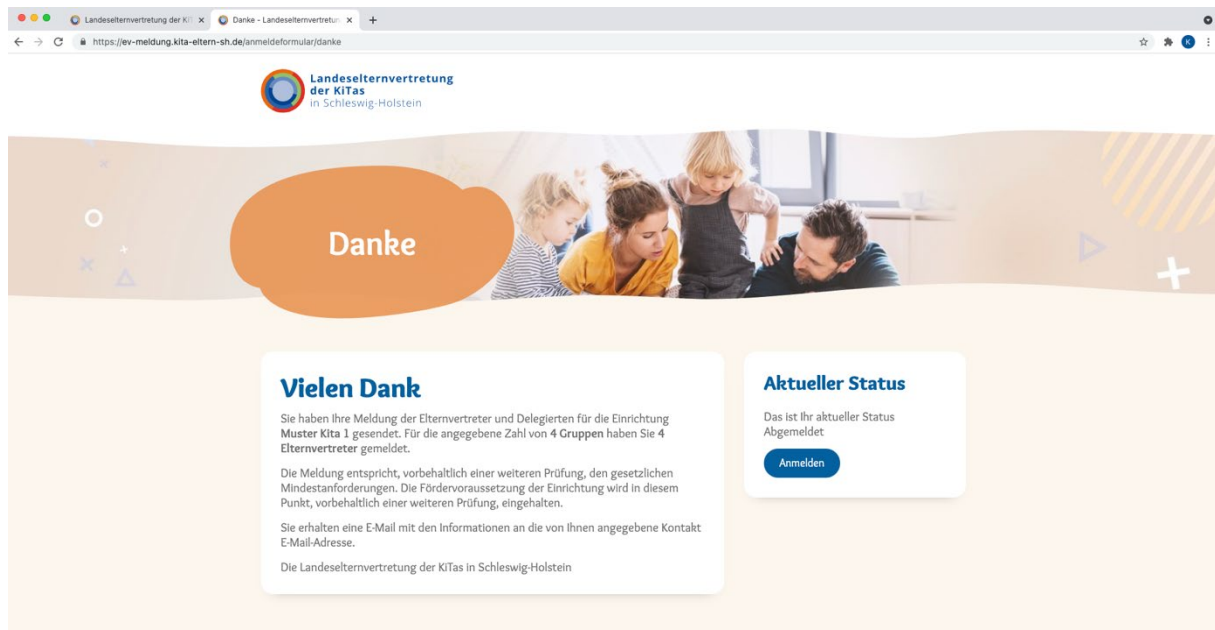 Landeselternvertretung der KiT
Danke - Landeselternvertretun
https://ev-meldung.kita-eltern-sh.de/anmeldeformular/danke
K
Landeselternvertretung
der KiTas
in Schleswig-Holstein
Danke
Vielen Dank
Sie haben Ihre Meldung der Elternvertreter und Delegierten für die Einrichtung
Muster Kita 1 gesendet. Für die angegebene Zahl von 4 Gruppen haben Sie 4
Elternvertreter gemeldet.
Die Meldung entspricht, vorbehaltlich einer weiteren Prüfung, den gesetzlichen
Mindestanforderungen. Die Fördervoraussetzung der Einrichtung wird in diesem
Punkt, vorbehaltlich einer weiteren Prüfung, eingehalten.
Sie erhalten eine E-Mail mit den Informationen an die von Ihnen angegebene Kontakt
E-Mail-Adresse.
Die Landeselternvertretung der KiTas in Schleswig-Holstein
Aktueller Status
Das ist Ihr aktueller Status
Abgemeldet
Anmelden